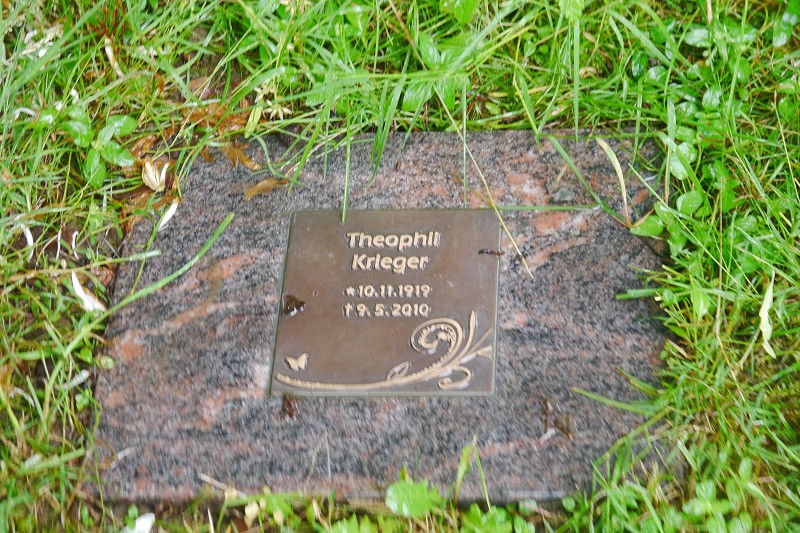 Theophil
Krieger
* 10.11.1919
† 9.5.2010